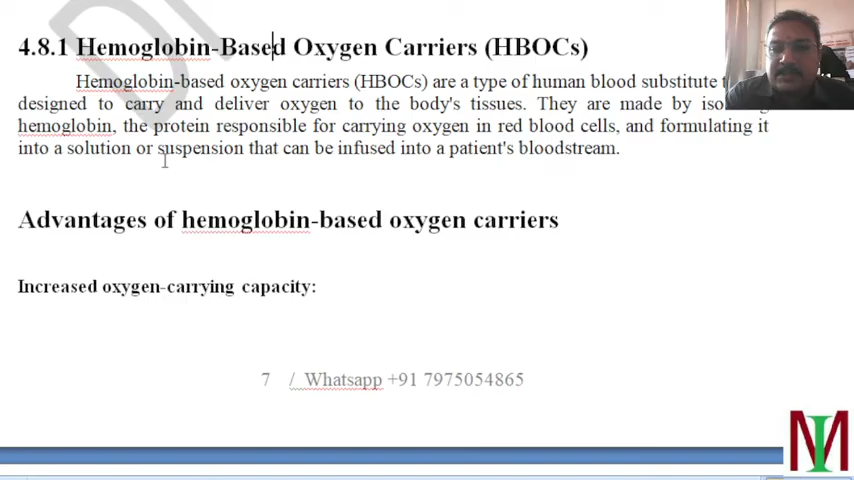 4.8.1 Hemoglobin-Based Oxygen Carriers (HBOCs)
Hemoglobin-based oxygen carriers (HBOCs) are a type of human blood substitute
designed to carry and deliver oxygen to the body's tissues. They are made by
hemoglobin, the protein responsible for carrying oxygen in red blood cells, and formulating it
into a solution or suspension that can be infused into a patient's bloodstream.
Advantages of hemoglobin-based oxygen carriers
Increased oxygen-carrying capacity:
7 / Whatsapp +91 7975054865